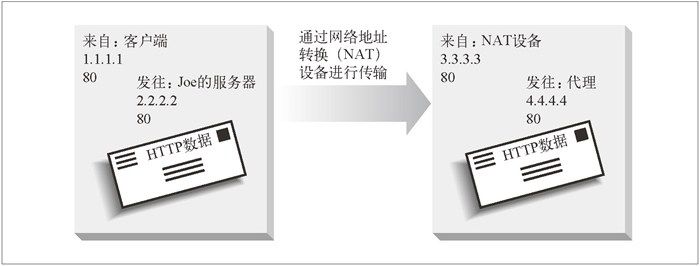 来自：客户端
1.1.1.1
80
发往：Joe的服务器
2.2.2.2
80
HTTP数据
通过网络地址
转换（NAT）
设备进行传输
来自：NAT设备
3.3.3.3
80
发往：代理
4.4.4.4
80
HTTP数据